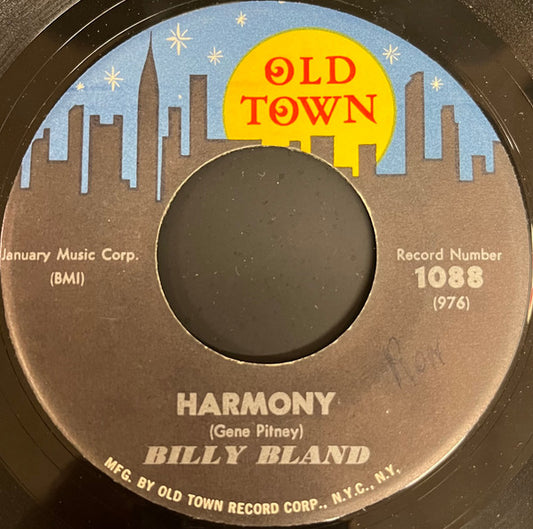 OLD
TOWN
January Music Corp.
(BMI)
Record Number
1088
(976)
Ron
HARMONY
(Gene Pitney)
BILLY BLAND
MFG. BY OLD TOWN RECORD CORP., N.Y.C., N.Y,